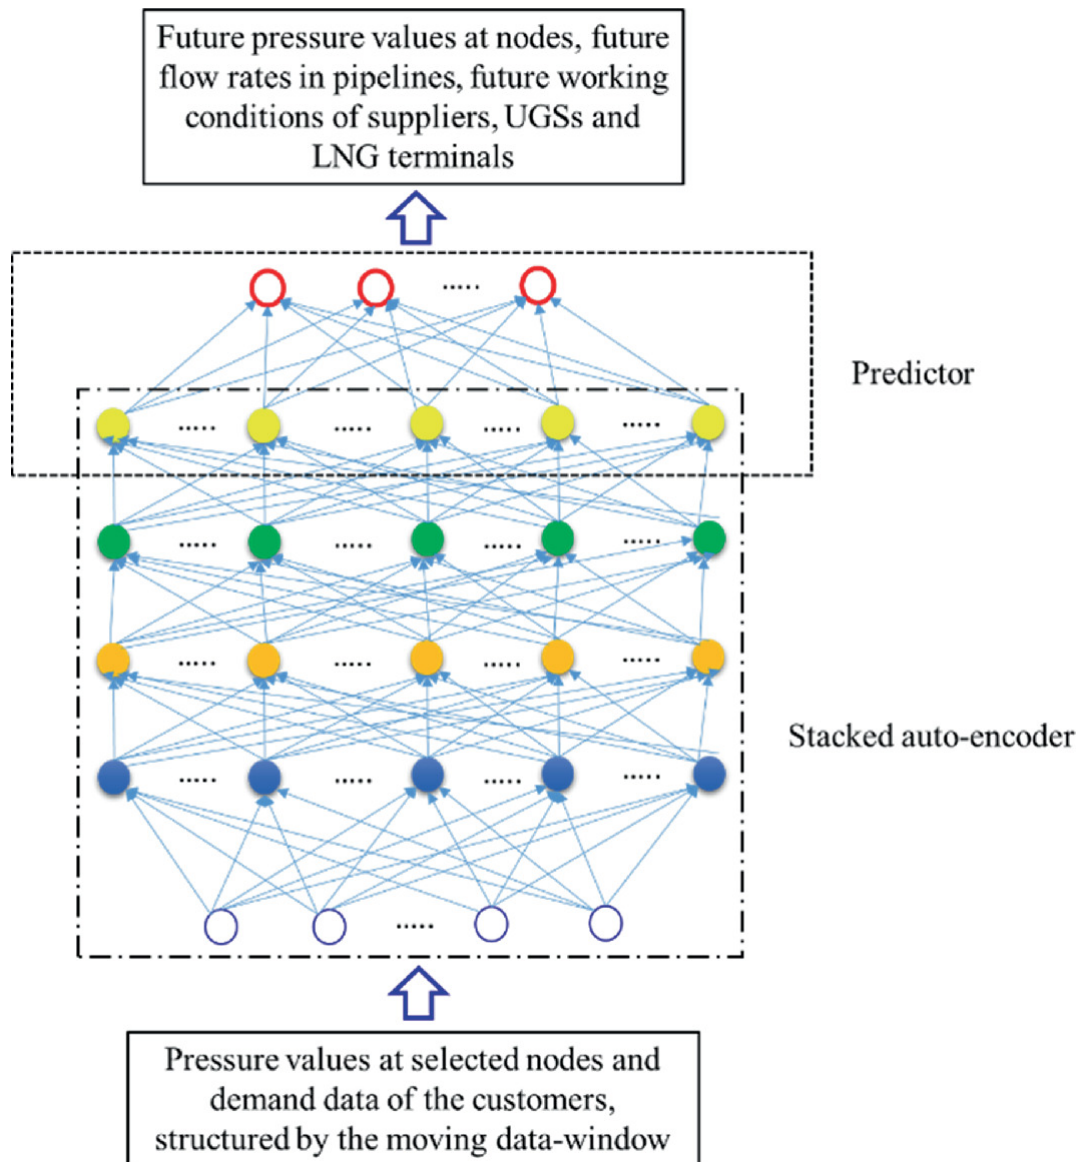 Future pressure values at nodes, future
flow rates in pipelines, future working
conditions of suppliers, UGSs and
LNG terminals
.....
Predictor
..... ..... ..... .....
..... ..... ..... .....
..... ..... ..... .....
Stacked auto-encoder
..... ..... ..... .....
.....
Pressure values at selected nodes and
demand data of the customers,
structured by the moving data-window